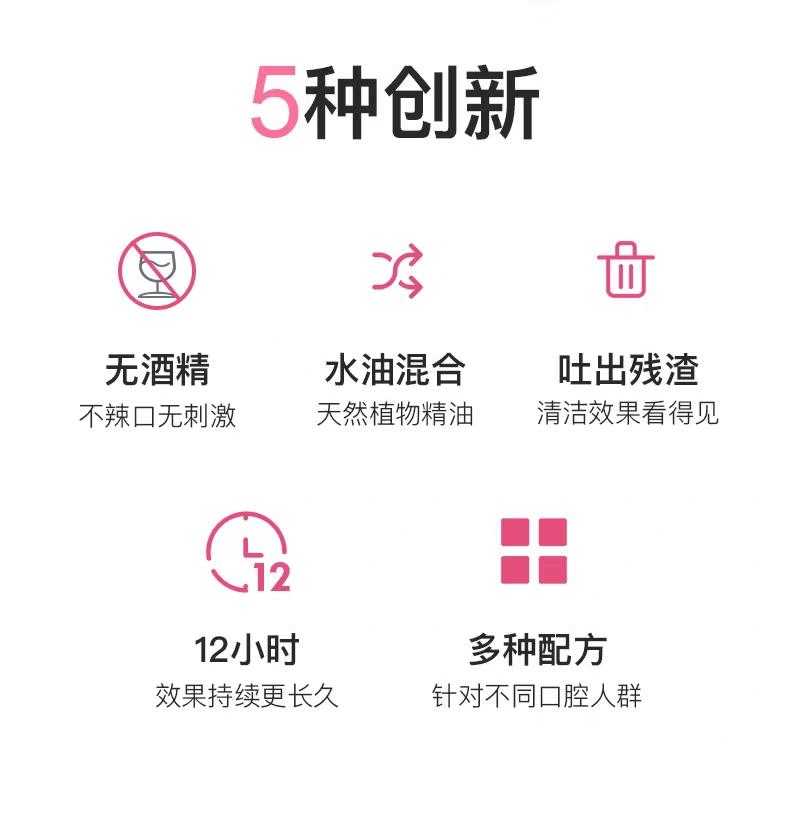 5种创新
无酒精
不辣口无刺激
水油混合
天然植物精油
吐出残渣
清洁效果看得见
12
12小时
效果持续更长久
多种配方
针对不同口腔人群